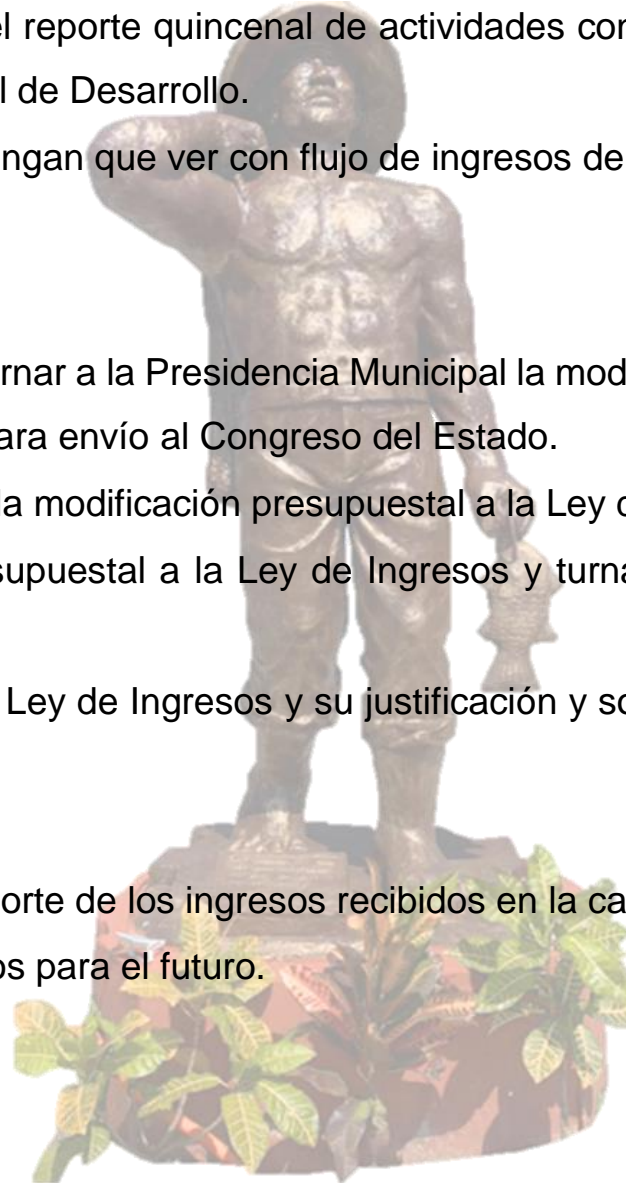 el reporte quincenal de actividades con
l de Desarrollo.
ngan que ver con flujo de ingresos de
rnar a la Presidencia Municipal la mod
ara envío al Congreso del Estado.
la modificación presupuestal a la Ley
supuestal a la Ley de Ingresos y turna
Ley de Ingresos y su justificación y so
orte de los ingresos recibidos en la ca
os para el futuro.